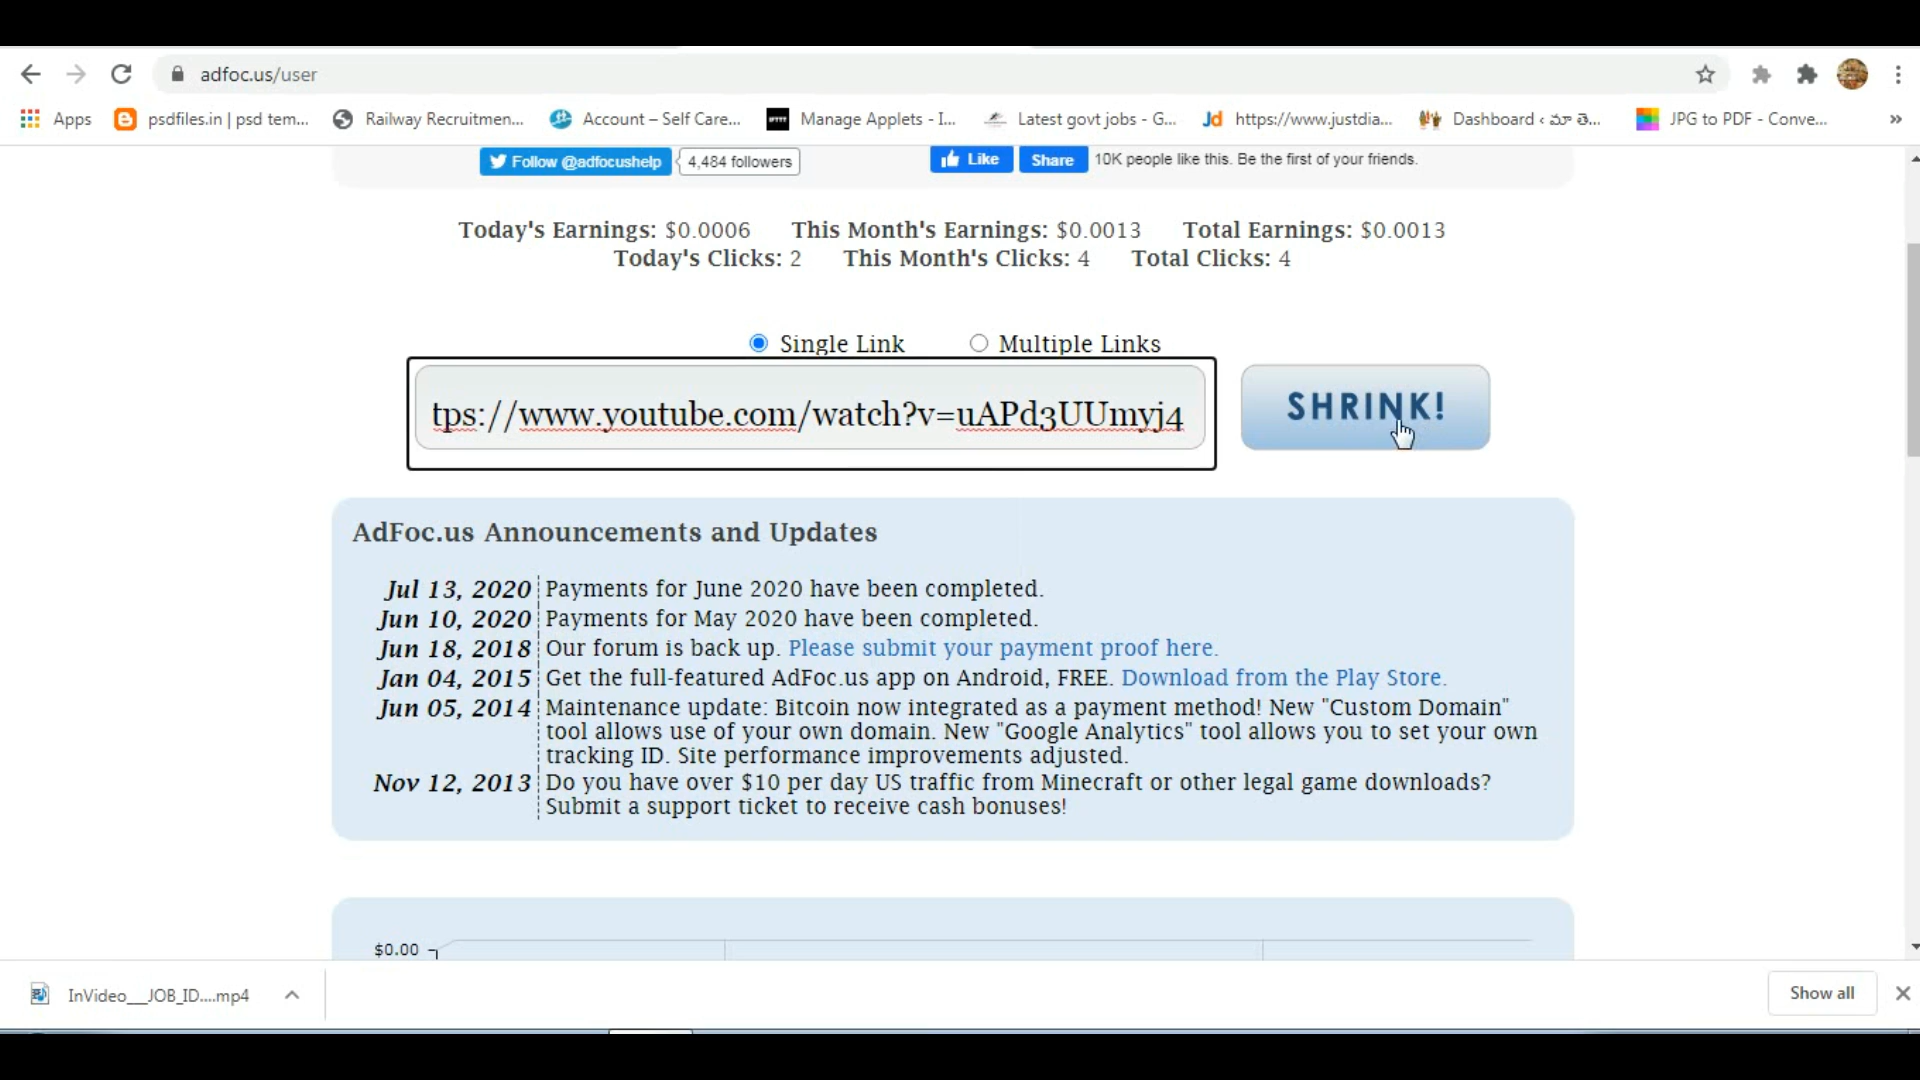 adfoc.us/user
Apps psdfiles.in | psd tem... Railway Recruitmen... Account – Self Care... Manage Applets - I... Latest govt jobs - G... Jd https://www.justdia... Dashboard ‹ మా తె... JPG to PDF - Conve... »
Follow @adfocushelp 4,484 followers Like Share 10K people like this. Be the first of your friends.
Today's Earnings: $0.0006 This Month's Earnings: $0.0013 Total Earnings: $0.0013
Today's Clicks: 2 This Month's Clicks: 4 Total Clicks: 4
Single Link Multiple Links
tps://www.youtube.com/watch?v=uAPd3UUmyj4 SHRINK!
AdFoc.us Announcements and Updates
Jul 13, 2020 Payments for June 2020 have been completed.
Jun 10, 2020 Payments for May 2020 have been completed.
Jun 18, 2018 Our forum is back up. Please submit your payment proof here.
Jan 04, 2015 Get the full-featured AdFoc.us app on Android, FREE. Download from the Play Store.
Jun 05, 2014 Maintenance update: Bitcoin now integrated as a payment method! New "Custom Domain"
tool allows use of your own domain. New "Google Analytics" tool allows you to set your own
tracking ID. Site performance improvements adjusted.
Nov 12, 2013 Do you have over $10 per day US traffic from Minecraft or other legal game downloads?
Submit a support ticket to receive cash bonuses!
$0.00
InVideo___JOB_ID....mp4 Show all